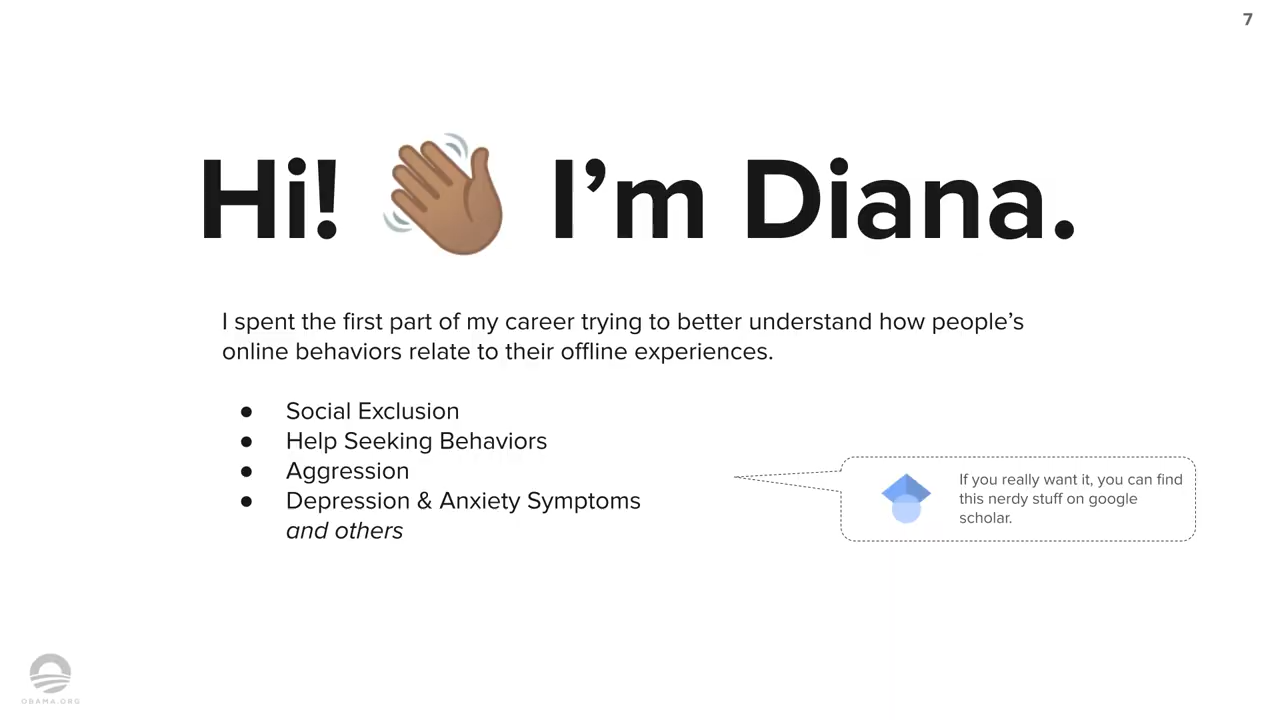 7
Hi! 👋🏽 I’m Diana.
I spent the first part of my career trying to better understand how people’s
online behaviors relate to their offline experiences.
● Social Exclusion
● Help Seeking Behaviors
● Aggression
● Depression & Anxiety Symptoms
and others
If you really want it, you can find
this nerdy stuff on google
scholar.
OBAMA.ORG